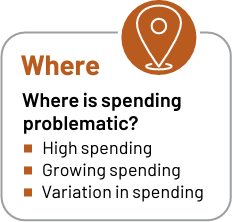 Where
Where is spending
problematic?
High spending
Growing spending
Variation in spending